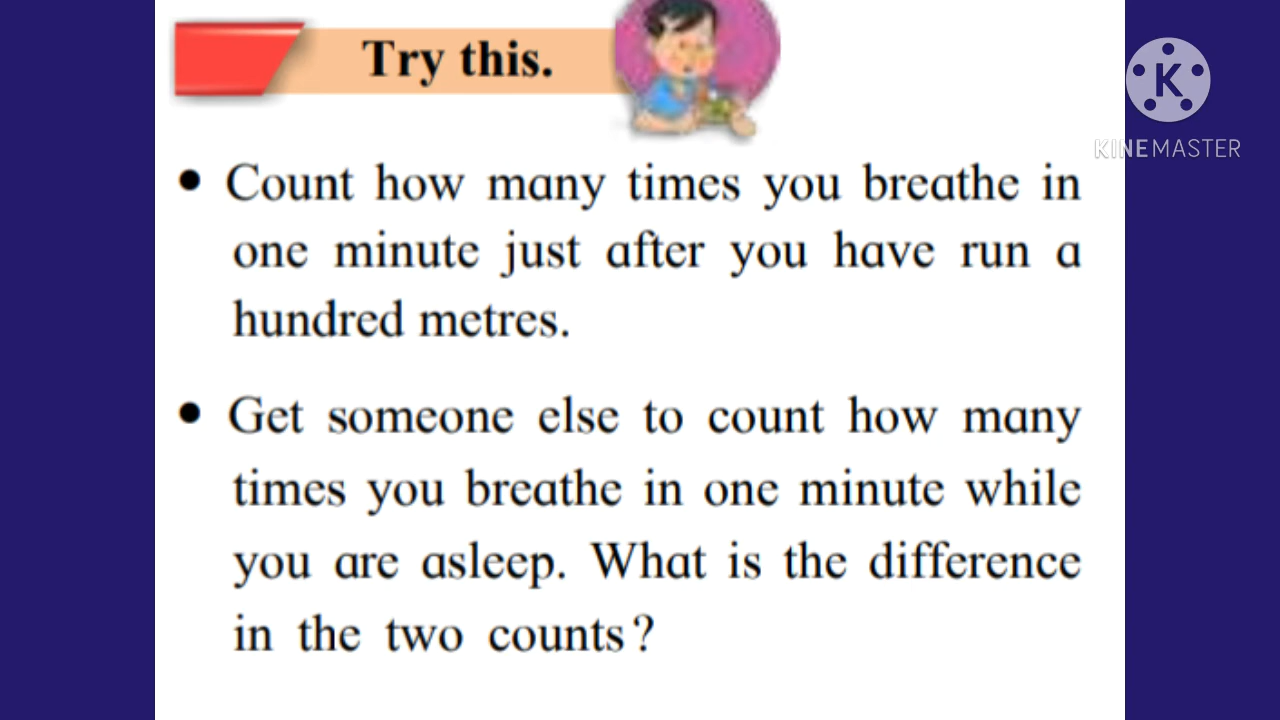 Try this.
K
KINEMASTER
• Count how many times you breathe in
one minute just after you have run a
hundred metres.
• Get someone else to count how many
times you breathe in one minute while
you are asleep. What is the difference
in the two counts?